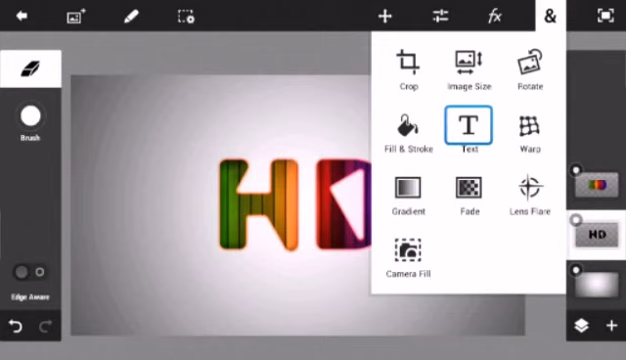 fx &
Crop Image Size Rotate
Brush
Fill & Stroke Text Warp
HD
HD
Gradient Fade Lens Flare
Camera Fill
Edge Aware